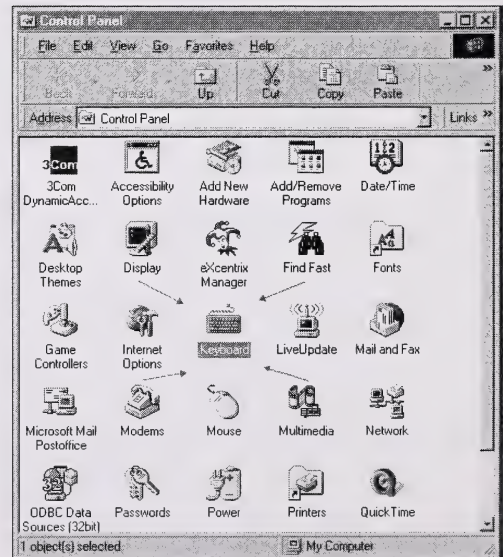 Control Panel
File Edit View Go Favorites Help
Back Forward Up Cut Copy Paste »
Address Control Panel Links »
3Com
3Com DynamicAcc...
Accessibility Options
Add New Hardware
Add/Remove Programs
12
Date/Time
Desktop Themes
Display
eXcentrix Manager
Find Fast
Fonts
Game Controllers
Internet Options
Keyboard
LiveUpdate
Mail and Fax
Microsoft Mail Postoffice
Modems
Mouse
Multimedia
Network
32
ODBC Data Sources (32bit)
Passwords
Power
Printers
QuickTime
1 object(s) selected My Computer